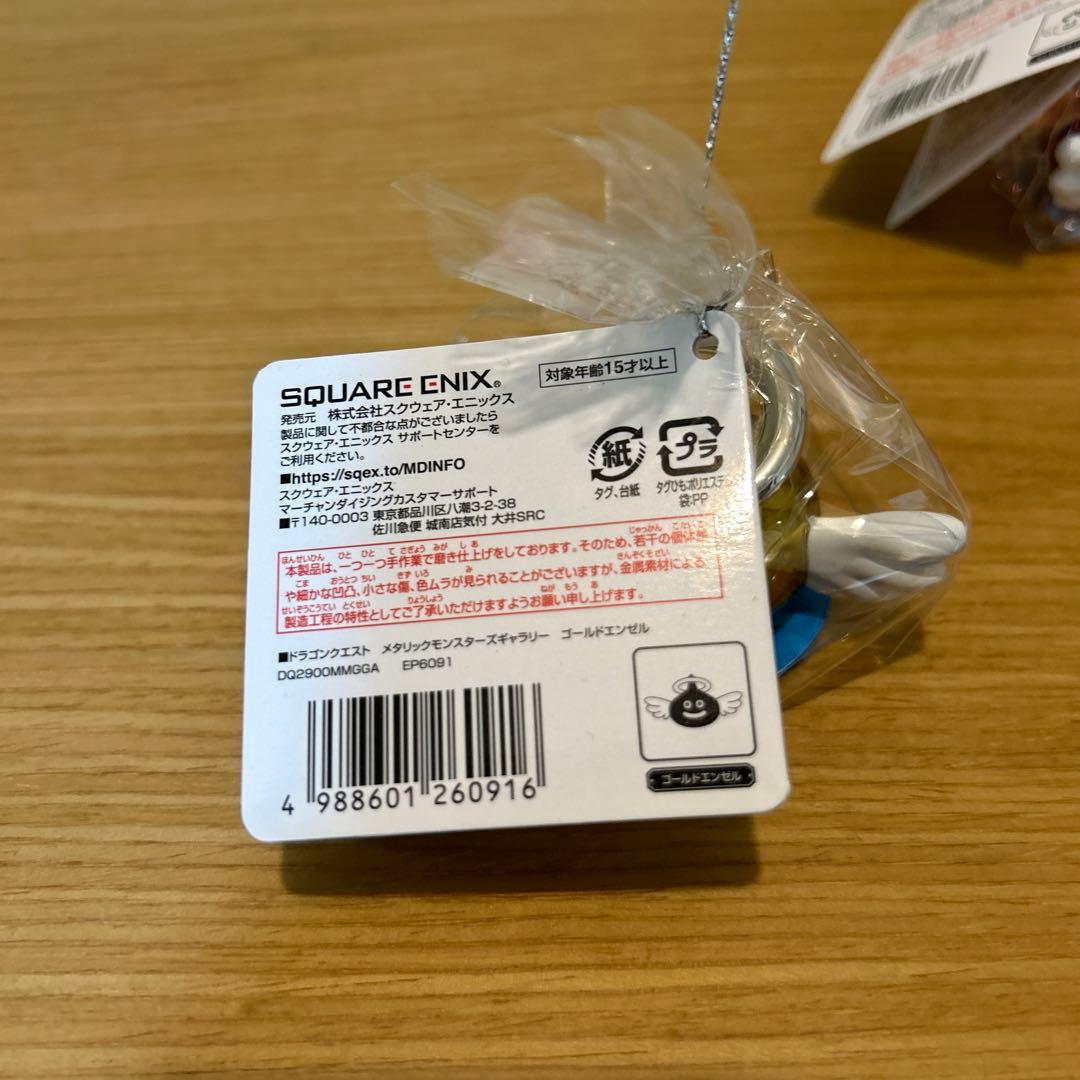 SQUARE ENIX®
対象年齢15才以上
発売元 株式会社スクウェア・エニックス
製品に関して不都合な点がございましたら
スクウェア・エニックス サポートセンターを
ご利用ください。
■https://sqex.to/MDINFO
スクウェア・エニックス
マーチャンダイジングカスタマーサポート
■〒140-0003 東京都品川区八潮3-2-38
佐川急便 城南店気付 大井SRC
紙
タグ、台紙
プラ
タグひも:ポリエステル
袋:PP
本製品は、一つ一つ手作業で磨き仕上げをしております。そのため、若干の個体差
や細かな凹凸、小さな傷、色ムラが見られることがございますが、金属素材による
製造工程の特性としてご了承いただけますようお願い申し上げます。
■ドラゴンクエスト メタリックモンスターズギャラリー ゴールドエンゼル
DQ2900MMGGA EP6091
4 988601 260916
ゴールドエンゼル